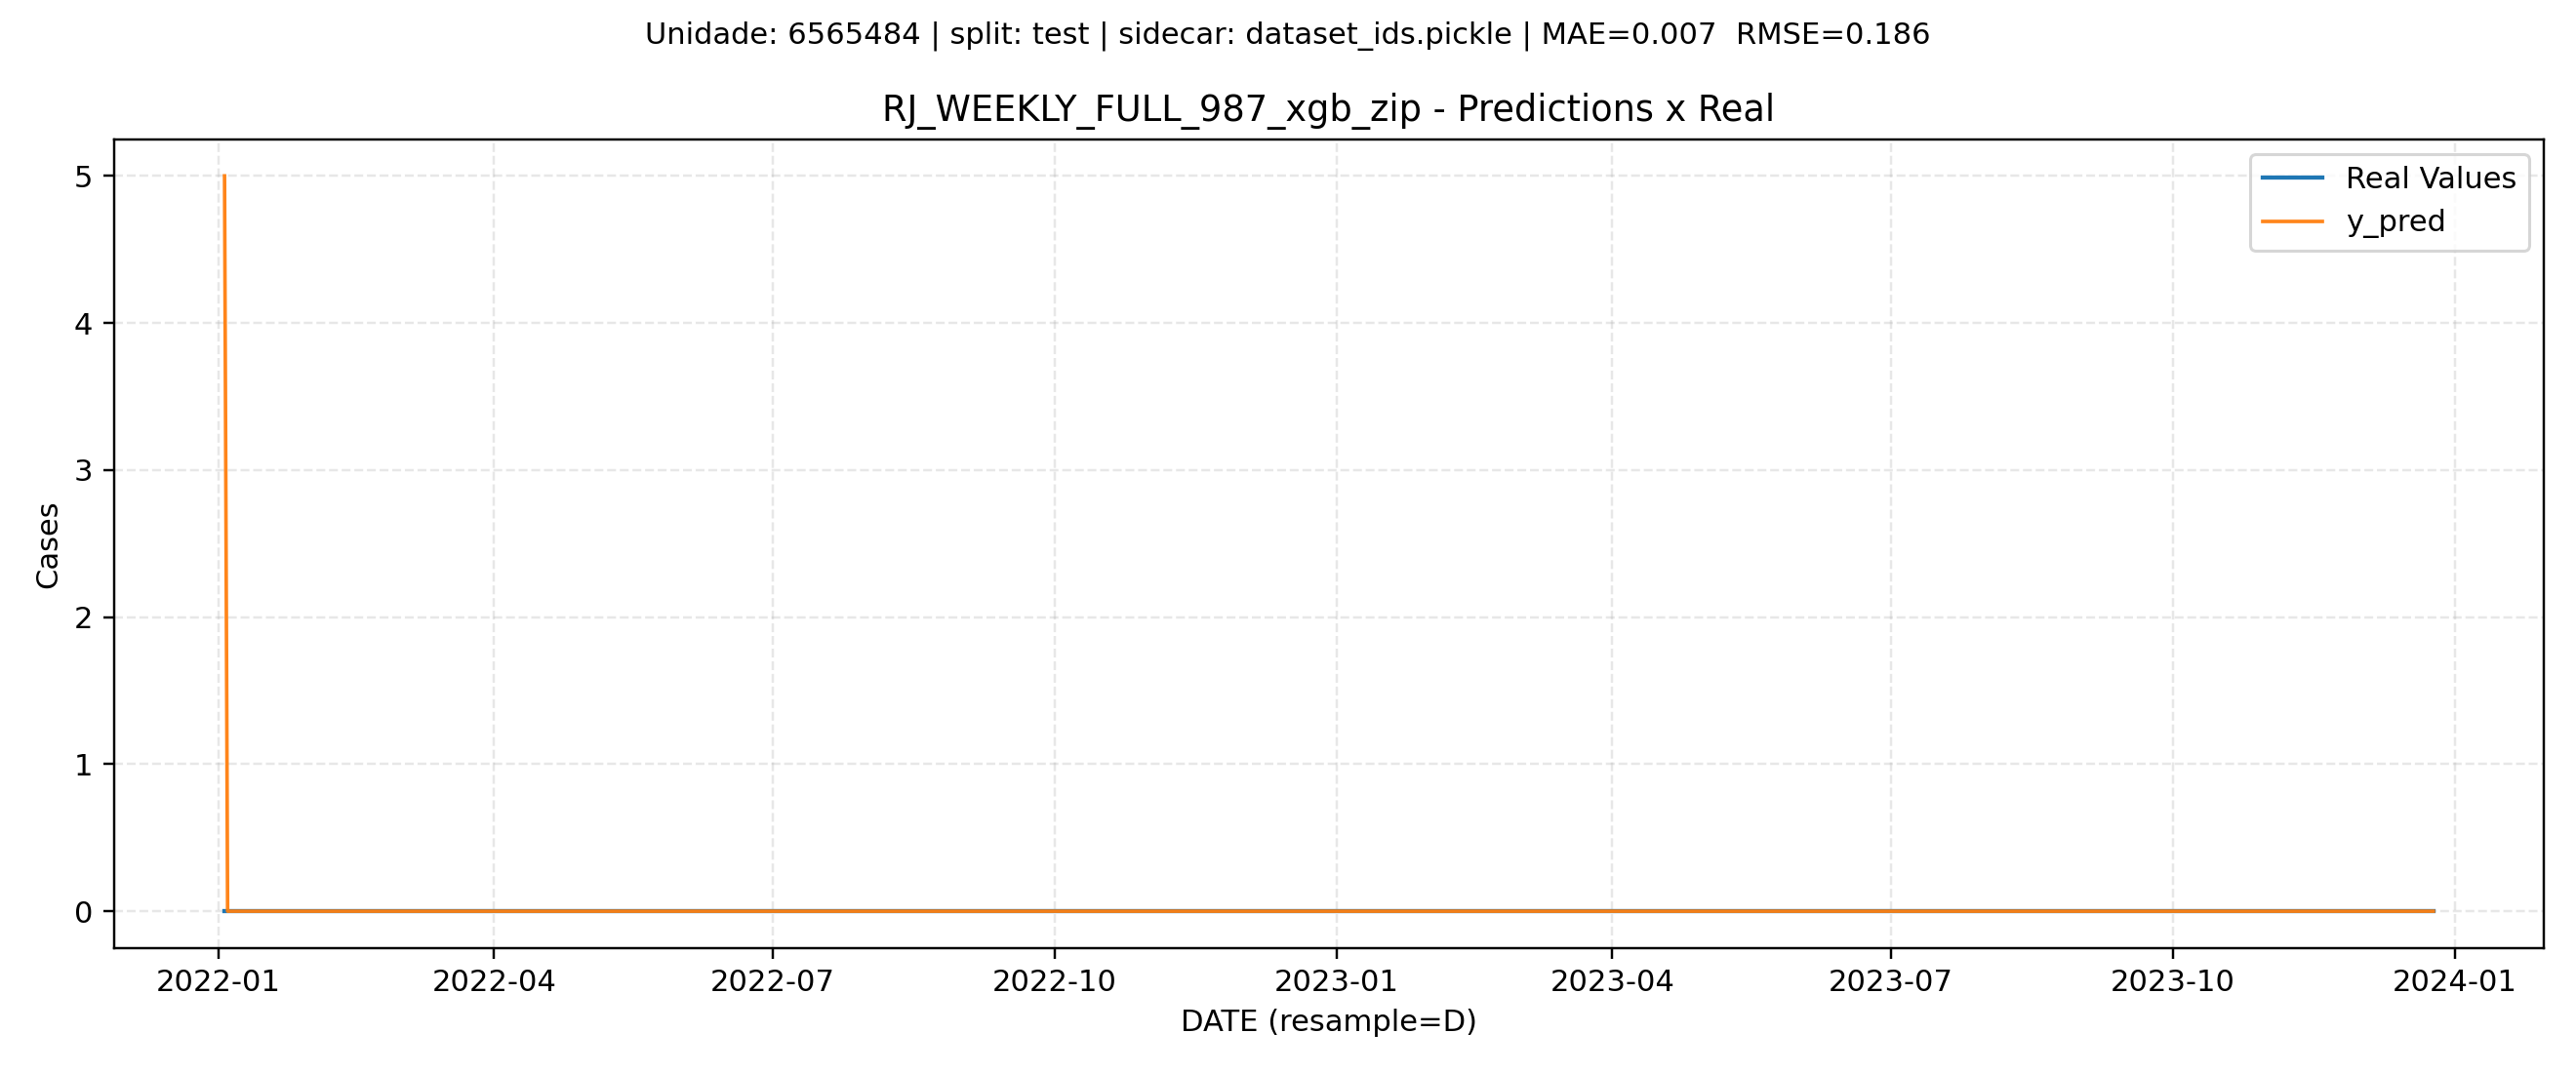 Unidade: 6565484 | split: test | sidecar: dataset_ids.pickle | MAE=0.007  RMSE=0.186
RJ_WEEKLY_FULL_987_xgb_zip - Predictions x Real
Real Values
y_pred
5
4
3
2
1
0
Cases
2022-01 2022-04 2022-07 2022-10 2023-01 2023-04 2023-07 2023-10 2024-01
DATE (resample=D)